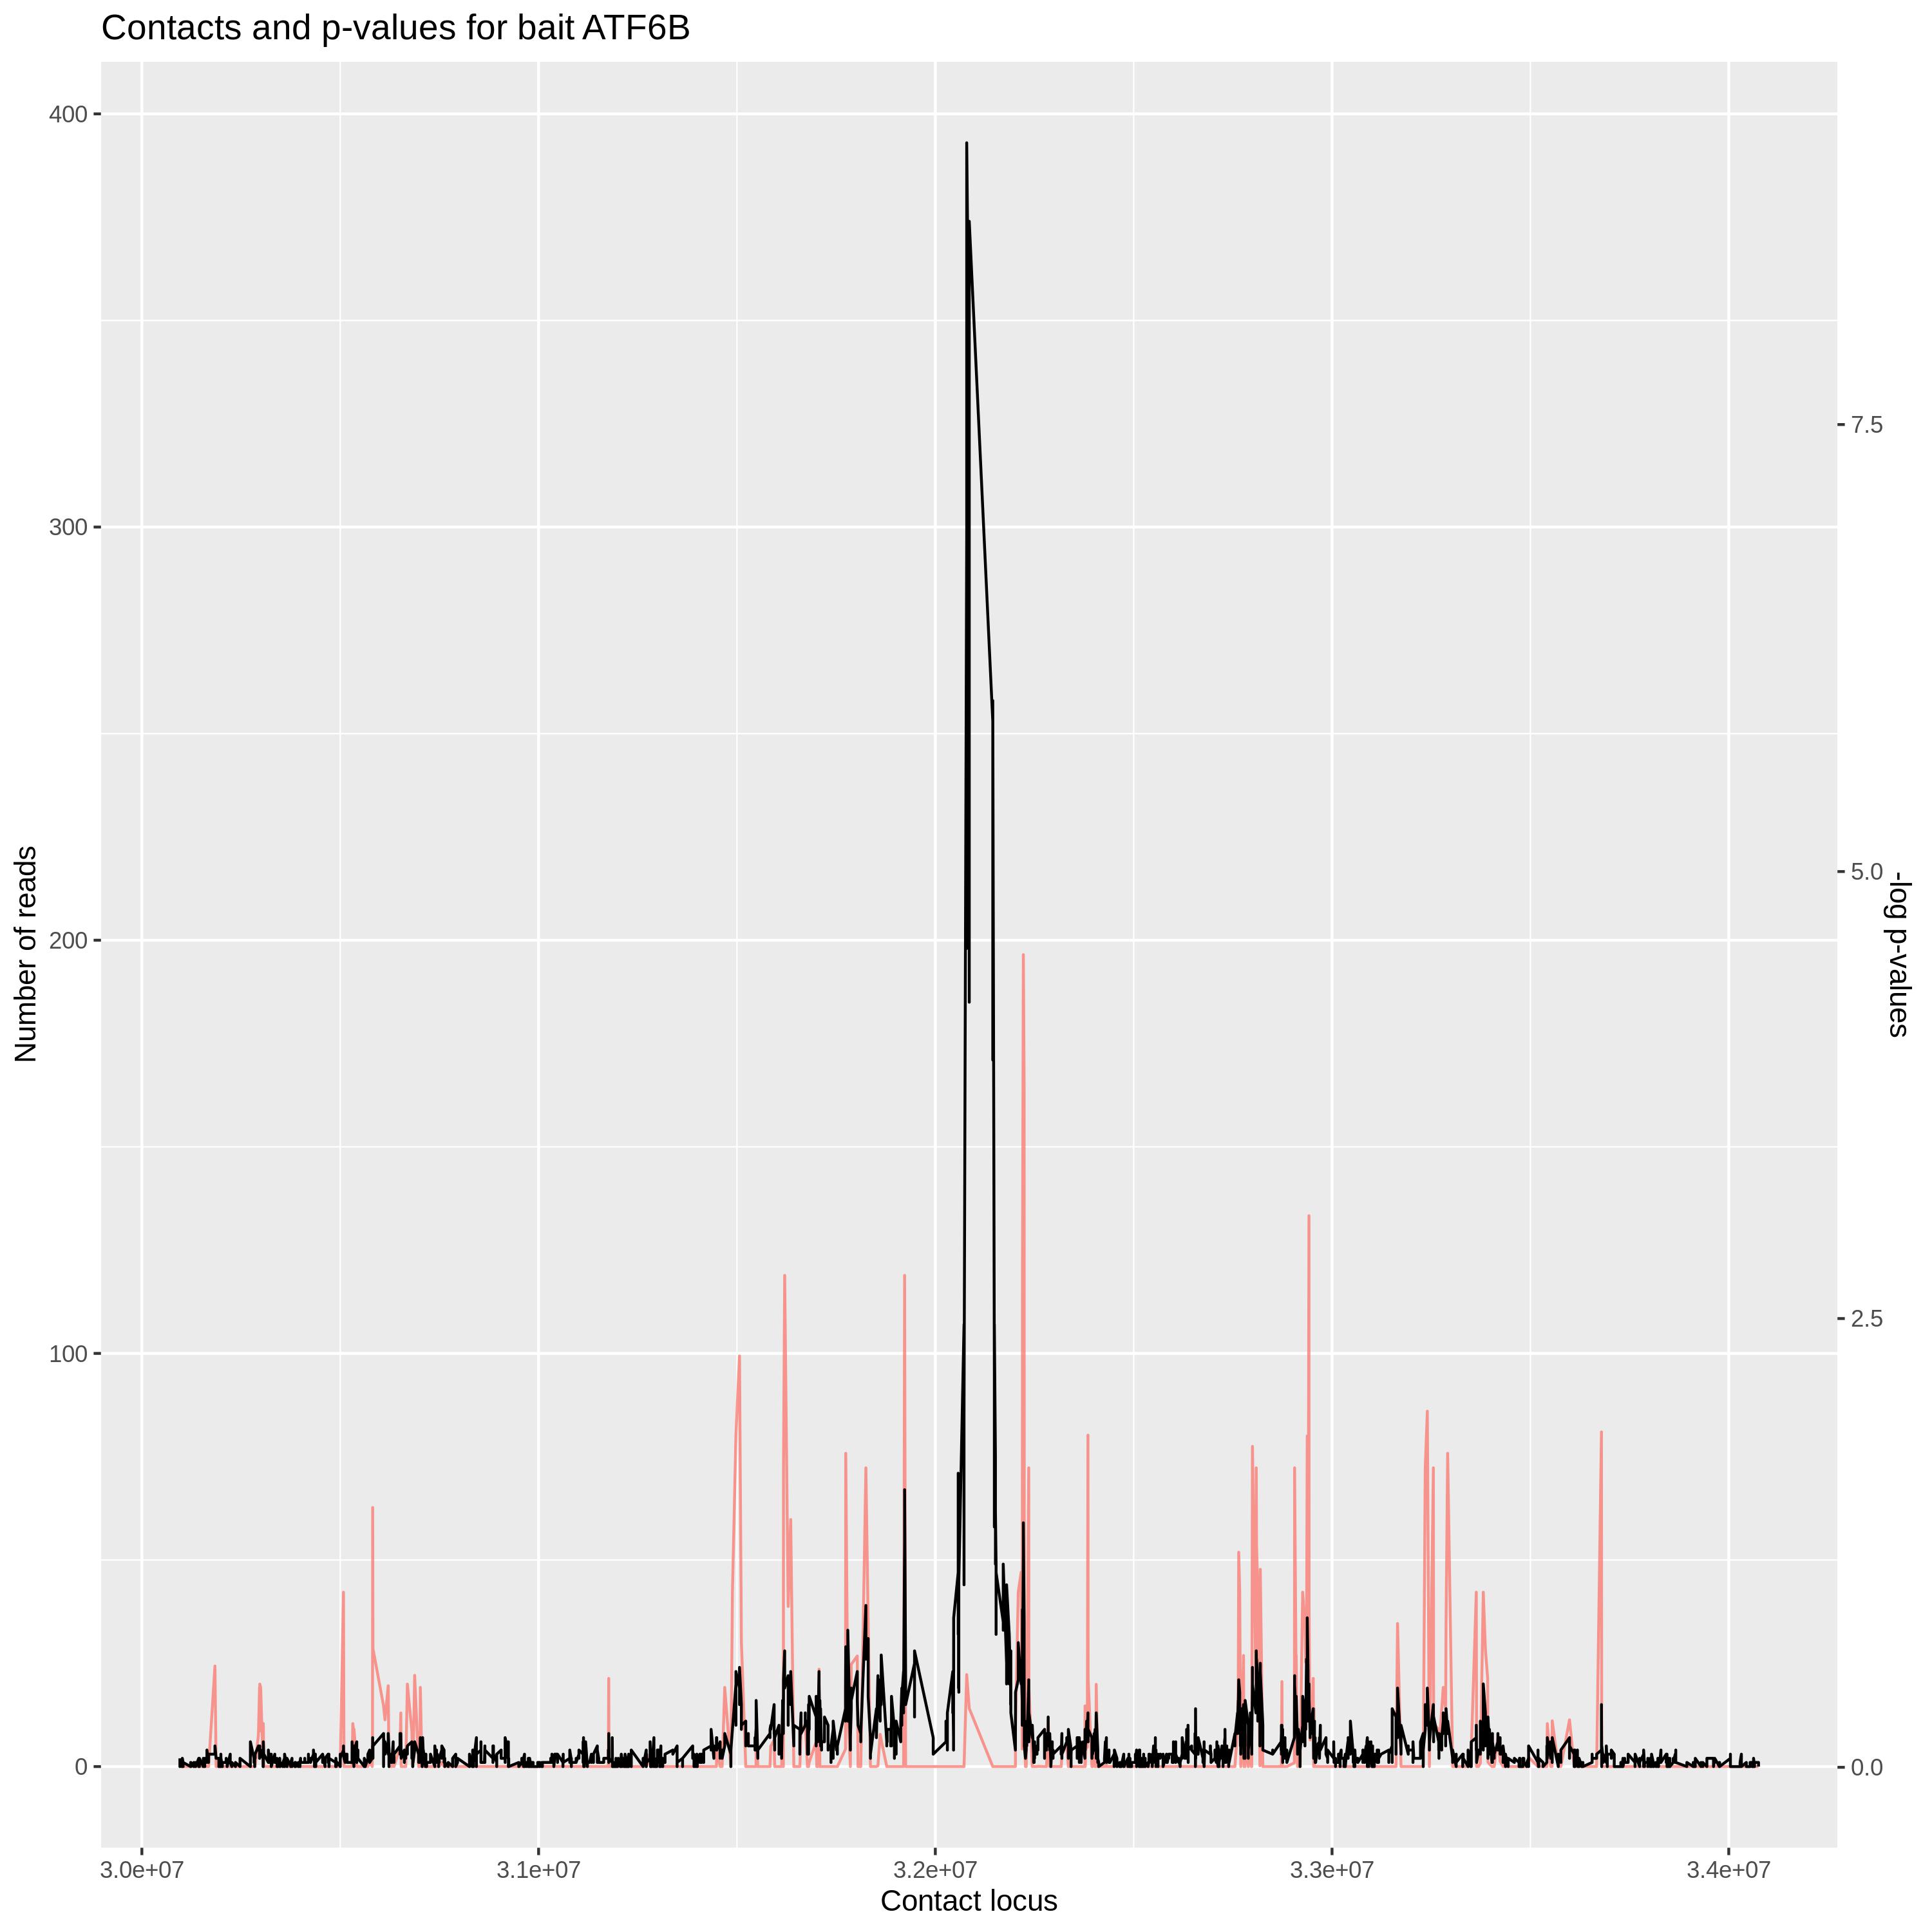 Contacts and p-values for bait ATF6B
400
300
200
100
0
Number of reads
7.5
5.0
2.5
0.0
-log p-values
3.0e+07
3.1e+07
3.2e+07
3.3e+07
3.4e+07
Contact locus